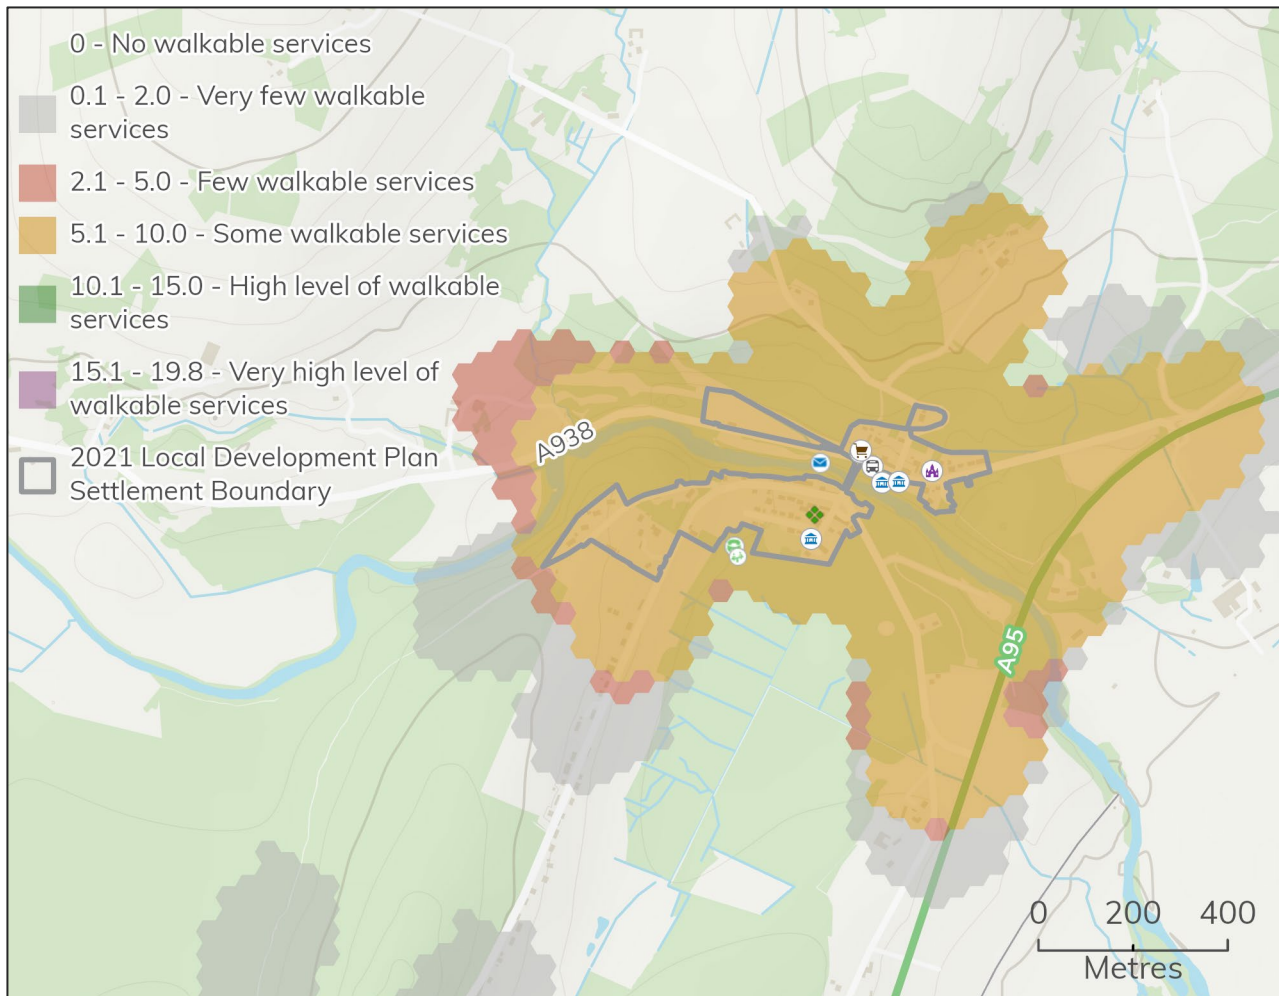 0 - No walkable services
0.1 - 2.0 - Very few walkable
services
2.1 - 5.0 - Few walkable services
5.1 - 10.0 - Some walkable services
10.1 - 15.0 - High level of walkable
services
15.1 - 19.8 - Very high level of
walkable services
2021 Local Development Plan
Settlement Boundary
A938
A95
0 200 400
Metres